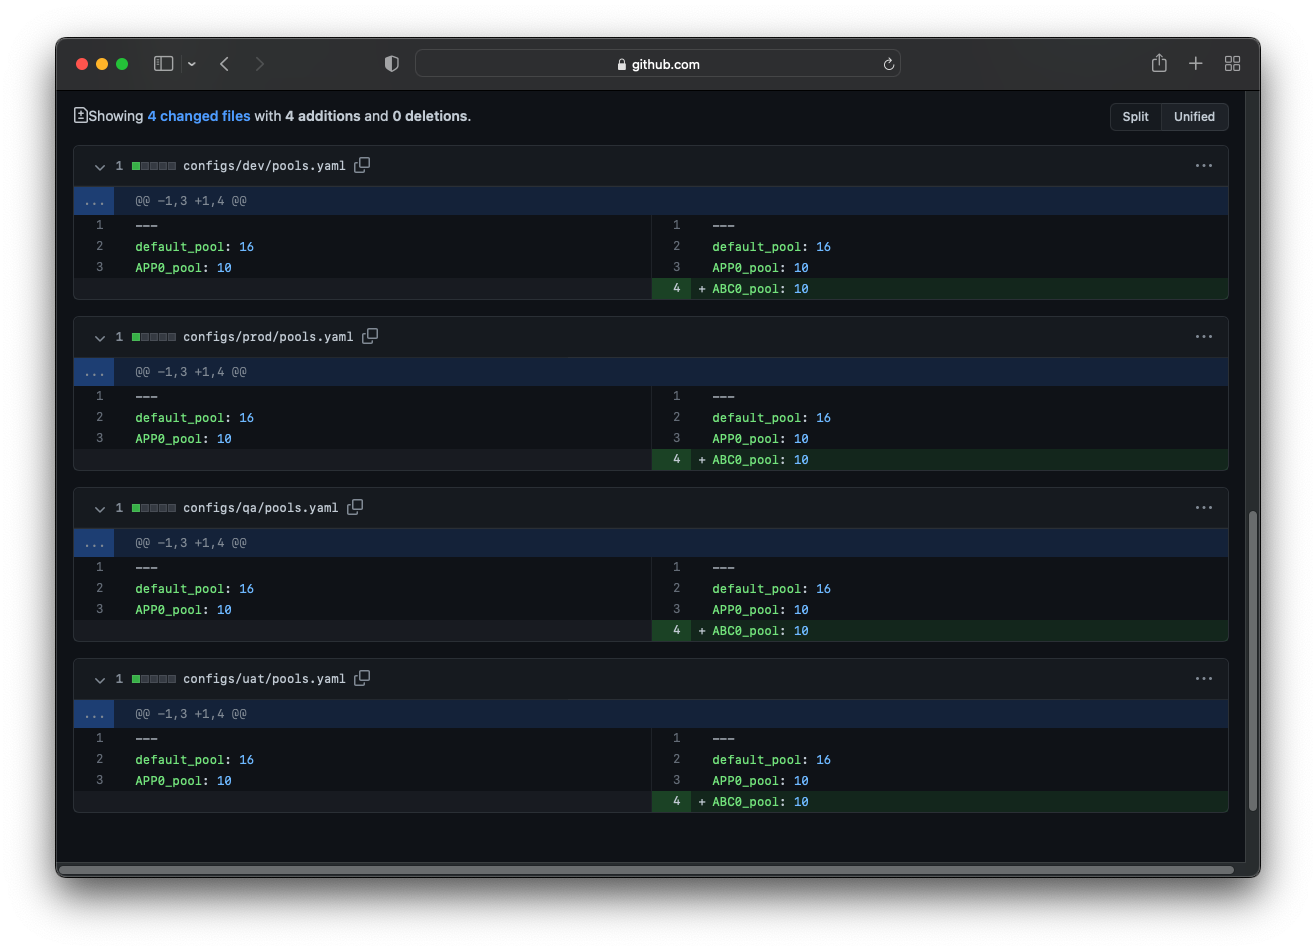 github.com
Showing 4 changed files with 4 additions and 0 deletions.
Split Unified
1 configs/dev/pools.yaml
... @@ -1,3 +1,4 @@
1 --- 1 ---
2 default_pool: 16 2 default_pool: 16
3 APP0_pool: 10 3 APP0_pool: 10
4 + ABC0_pool: 10
1 configs/prod/pools.yaml
... @@ -1,3 +1,4 @@
1 --- 1 ---
2 default_pool: 16 2 default_pool: 16
3 APP0_pool: 10 3 APP0_pool: 10
4 + ABC0_pool: 10
1 configs/qa/pools.yaml
... @@ -1,3 +1,4 @@
1 --- 1 ---
2 default_pool: 16 2 default_pool: 16
3 APP0_pool: 10 3 APP0_pool: 10
4 + ABC0_pool: 10
1 configs/uat/pools.yaml
... @@ -1,3 +1,4 @@
1 --- 1 ---
2 default_pool: 16 2 default_pool: 16
3 APP0_pool: 10 3 APP0_pool: 10
4 + ABC0_pool: 10